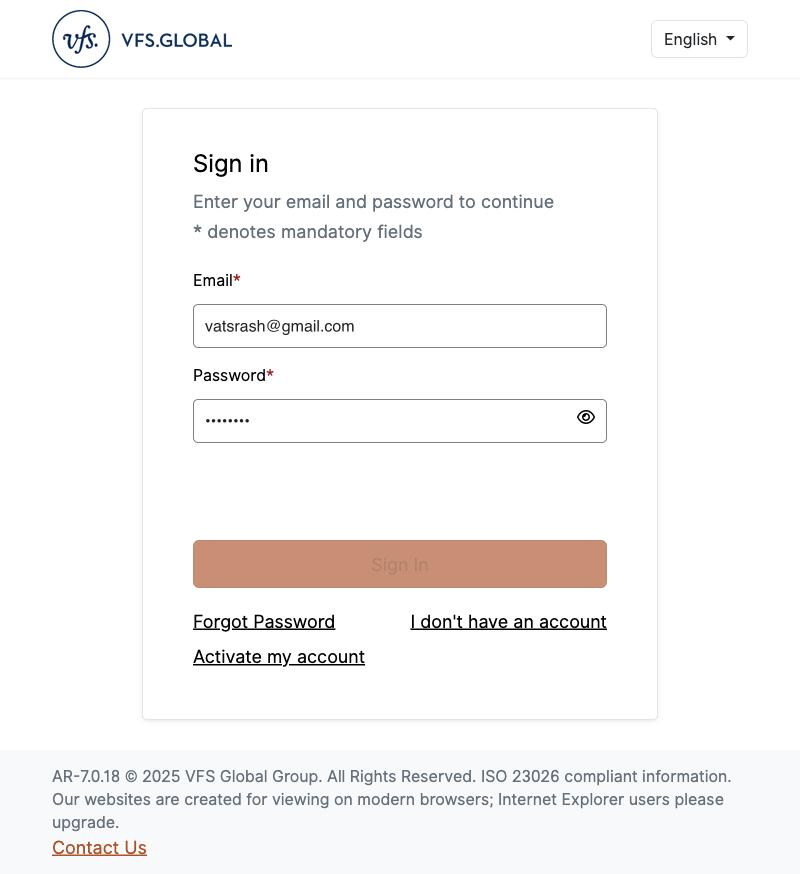 vfs. VFS.GLOBAL
English
Sign in
Enter your email and password to continue
* denotes mandatory fields
Email*
vatsrash@gmail.com
Password*
••••••••
Sign In
Forgot Password
I don't have an account
Activate my account
AR-7.0.18 © 2025 VFS Global Group. All Rights Reserved. ISO 23026 compliant information.
Our websites are created for viewing on modern browsers; Internet Explorer users please
upgrade.
Contact Us